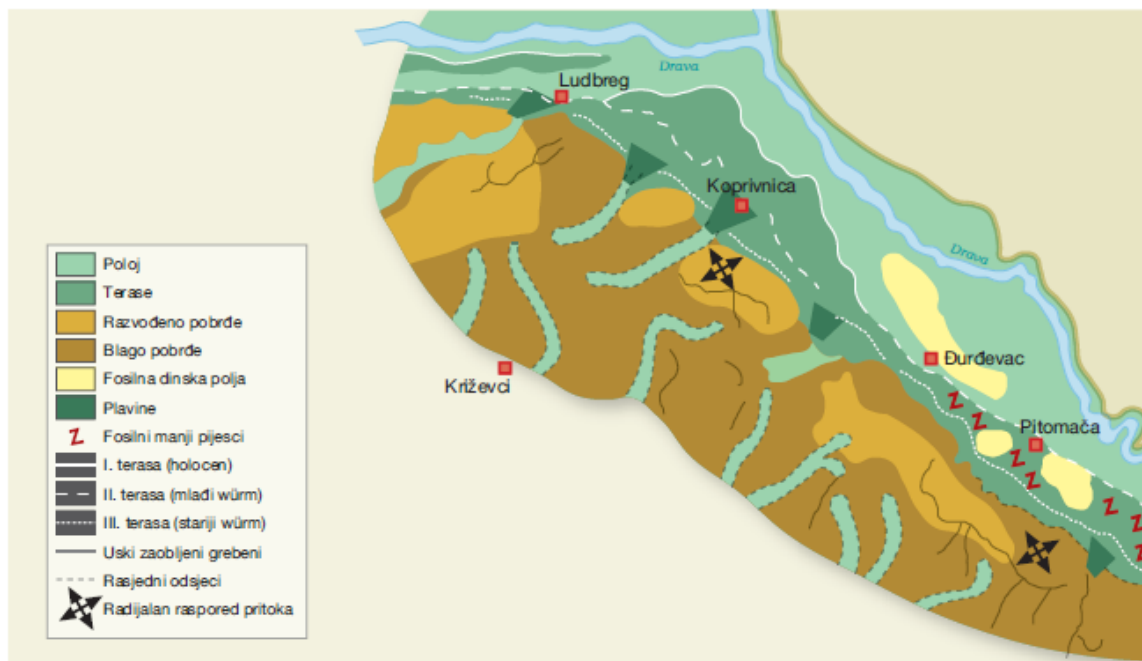 Drava
Ludbreg
Koprivnica
Drava
Đurđevac
Križevci
Pitomača
Poloj
Terase
Razvođeno pobrđe
Blago pobrđe
Fosilna dinska polja
Plavine
Fosilni manji pijesci
I. terasa (holocen)
II. terasa (mlađi würm)
III. terasa (stariji würm)
Uski zaobljeni grebeni
Rasjedni odsjeci
Radijalan raspored pritoka